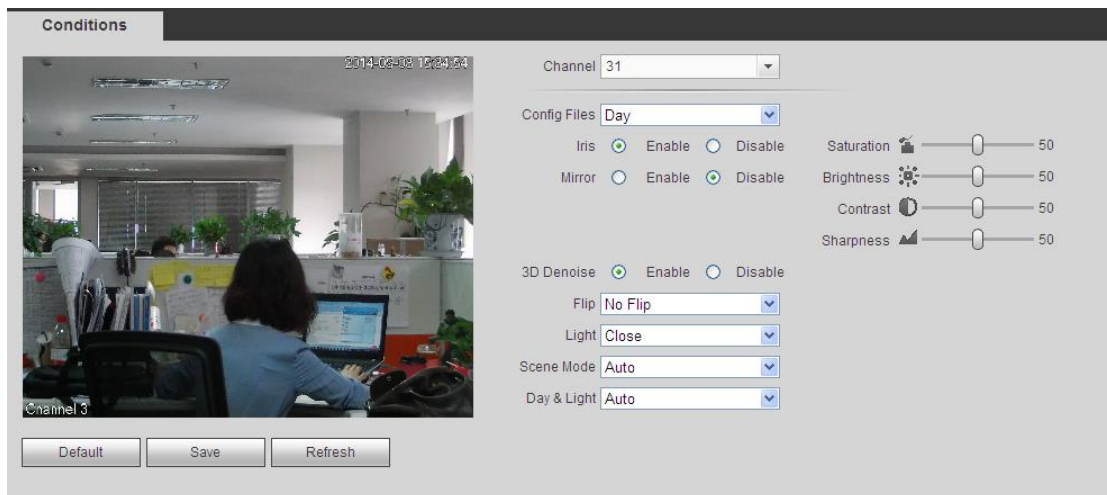 Conditions
2014-08-08 15:34:54
Channel 31
Config Files Day
Iris Enable Disable
Saturation 50
Mirror Enable Disable
Brightness 50
Contrast 50
Sharpness 50
3D Denoise Enable Disable
Flip No Flip
Light Close
Scene Mode Auto
Day & Light Auto
Channel 3
Default Save Refresh